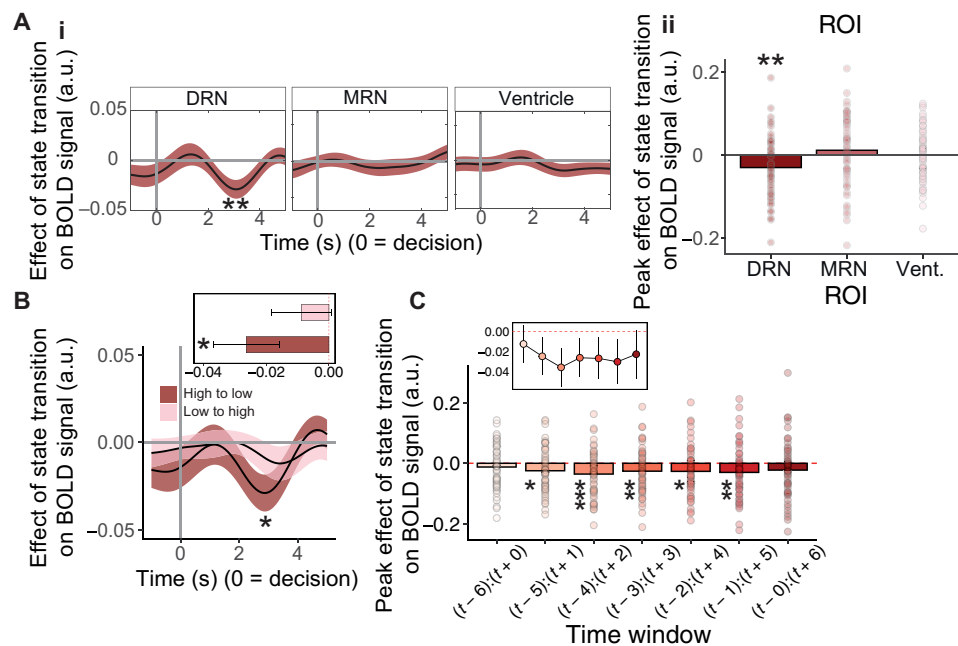 A
i
Effect of state transition
on BOLD signal (a.u.)
DRN
MRN
Ventricle
0.05
0
−0.05
**
0 2 4 0 2 4 0 2 4
Time (s) (0 = decision)
ii
ROI
Peak effect of state transition
on BOLD signal (a.u.)
**
0.2
0
−0.2
DRN MRN Vent.
ROI
B
Effect of state transition
on BOLD signal (a.u.)
*
−0.04 −0.02 0.00
0.05
0.00
−0.05
High to low
Low to high
*
0 4
Time (s) (0 = decision)
C
Peak effect of state transition
on BOLD signal (a.u.)
0.00
−0.02
−0.04
0.2
0.0
−0.2
* *** ** * **
(t − 6):(t + 0)
(t − 5):(t + 1)
(t − 4):(t + 2)
(t − 3):(t + 3)
(t − 2):(t + 4)
(t − 1):(t + 5)
(t − 0):(t + 6)
Time window